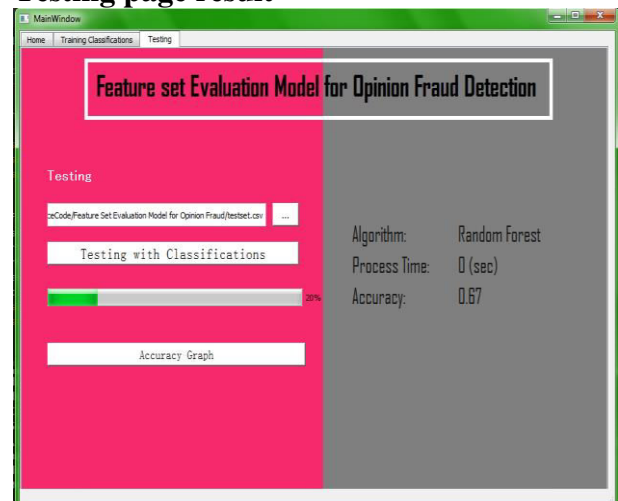 Testing page result
MainWindow
Home Training Classifications Testing
Feature set Evaluation Model for Opinion Fraud Detection
Testing
:eCode/Feature Set Evaluation Model for Opinion Fraud/testset.csv ...
Testing with Classifications
20%
Accuracy Graph
Algorithm: Random Forest
Process Time: 0 (sec)
Accuracy: 0.67